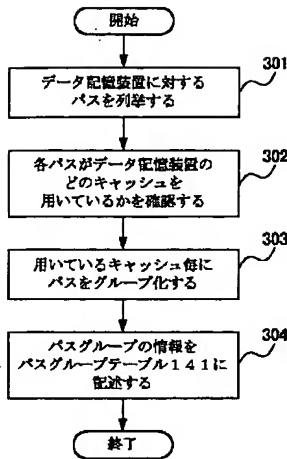 開始
データ記憶装置に対する
パスを列挙する
301
各パスがデータ記憶装置の
どのキャッシュを
用いているかを確認する
302
用いているキャッシュ毎に
パスをグループ化する
303
パスグループの情報を
パスグループテーブル141に
記述する
304
終了